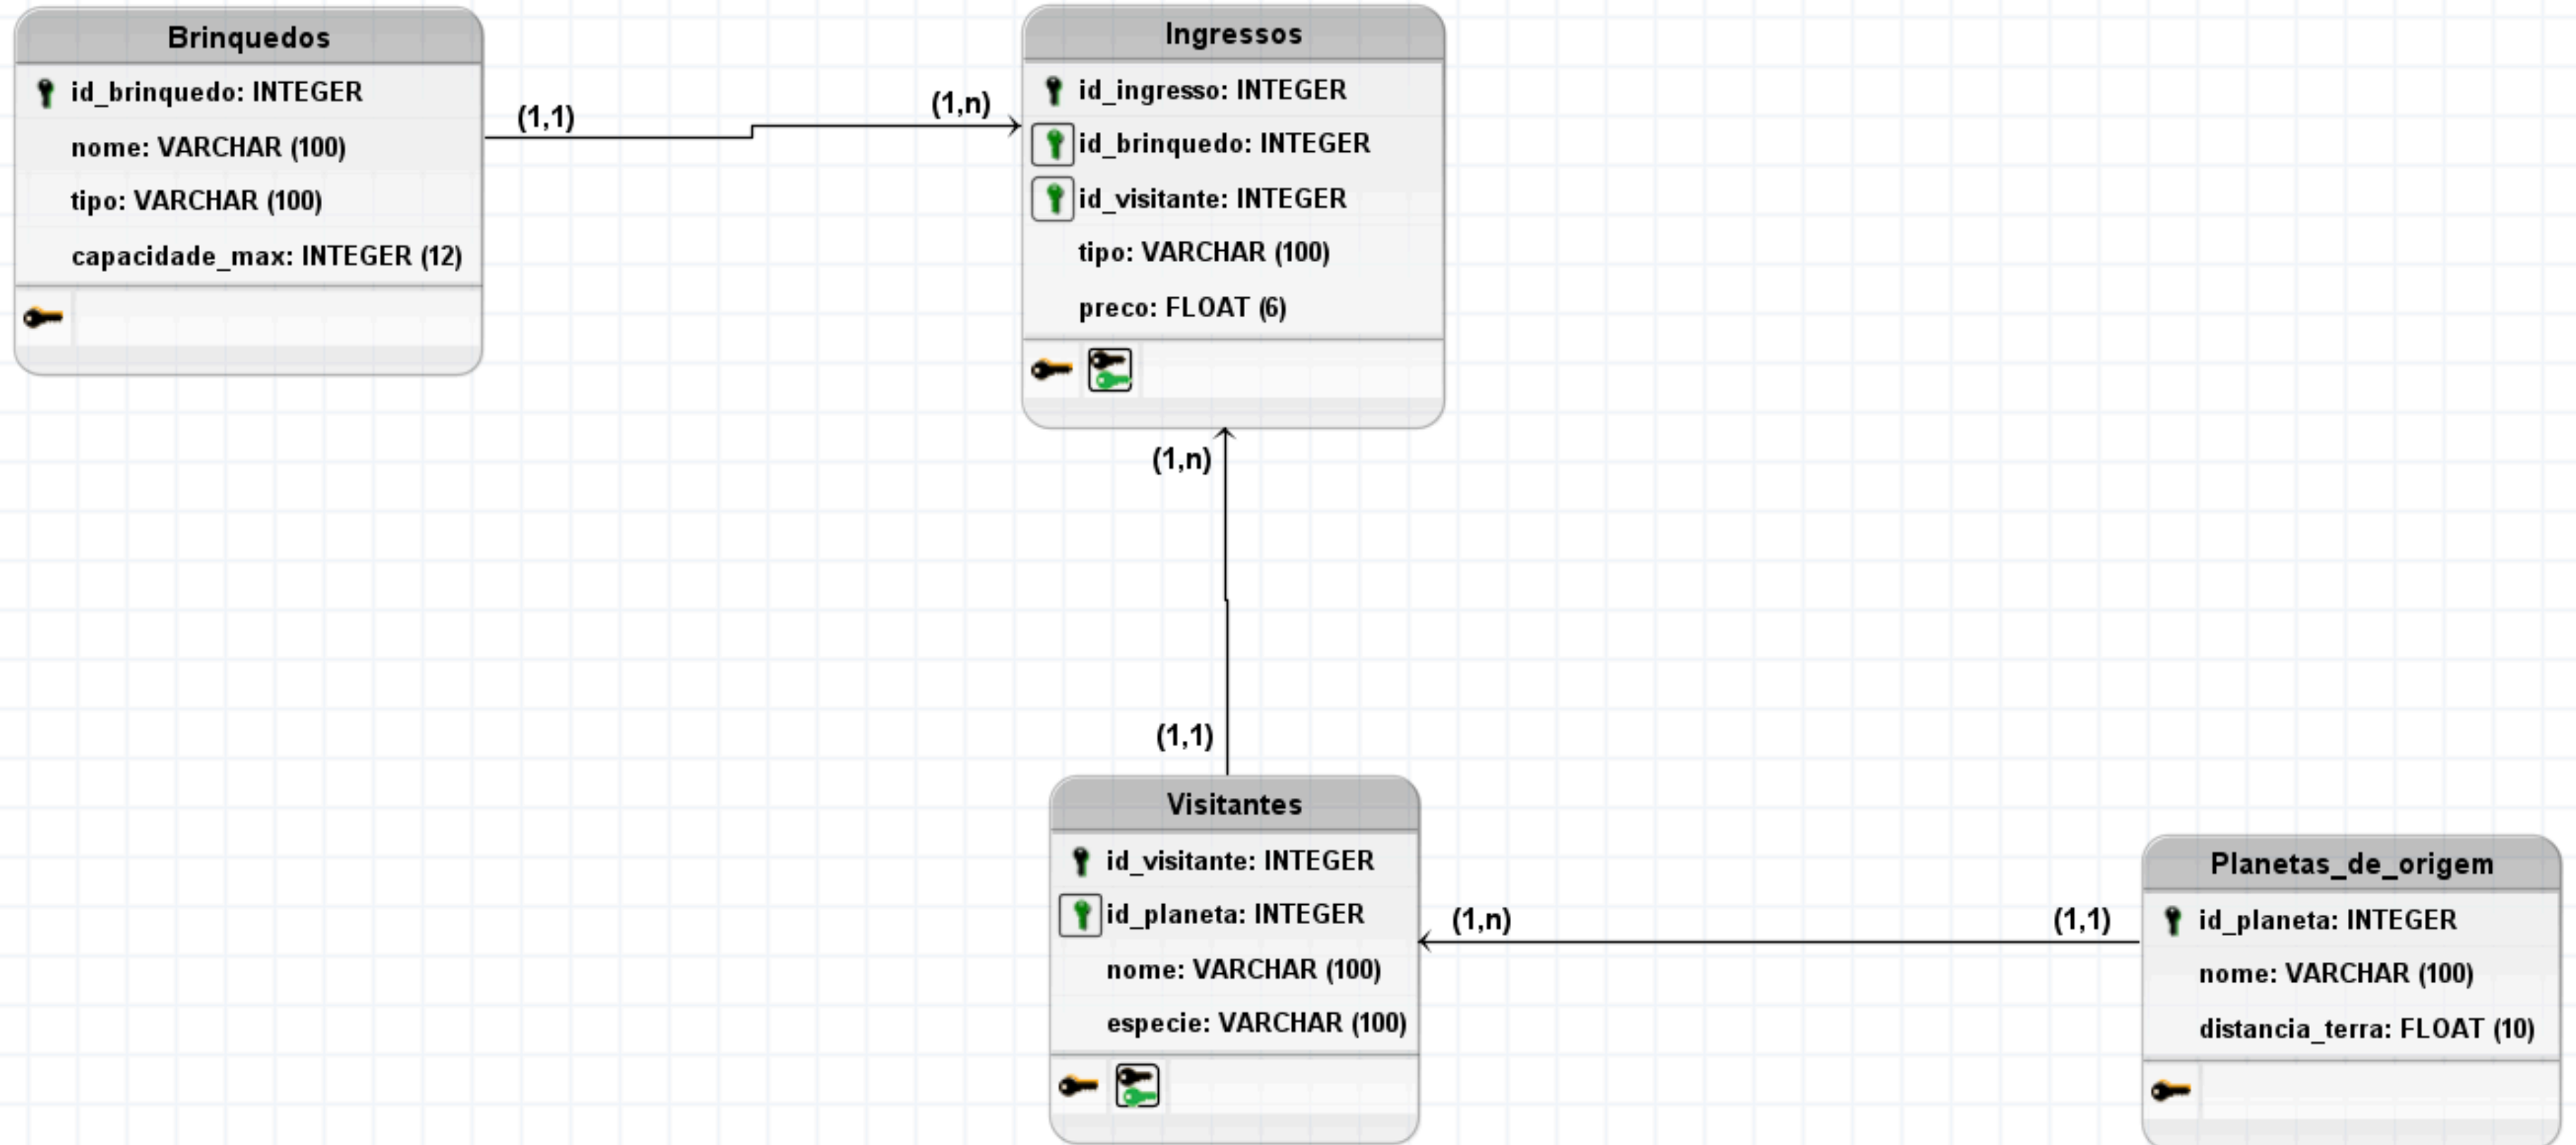 Brinquedos
id_brinquedo: INTEGER
nome: VARCHAR (100)
tipo: VARCHAR (100)
capacidade_max: INTEGER (12)
(1,1)
(1,n)
Ingressos
id_ingresso: INTEGER
id_brinquedo: INTEGER
id_visitante: INTEGER
tipo: VARCHAR (100)
preco: FLOAT (6)
(1,n)
(1,1)
Visitantes
id_visitante: INTEGER
id_planeta: INTEGER
nome: VARCHAR (100)
especie: VARCHAR (100)
(1,n)
(1,1)
Planetas_de_origem
id_planeta: INTEGER
nome: VARCHAR (100)
distancia_terra: FLOAT (10)